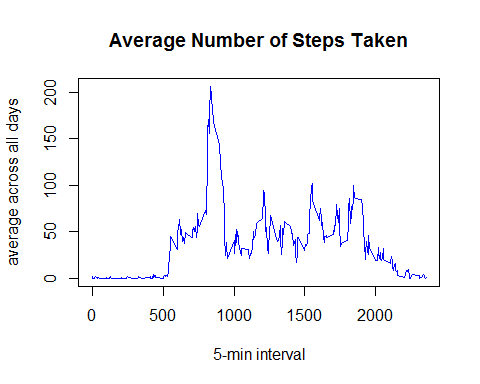 Average Number of Steps Taken
average across all days
200
150
100
50
0
0 500 1000 1500 2000
5-min interval